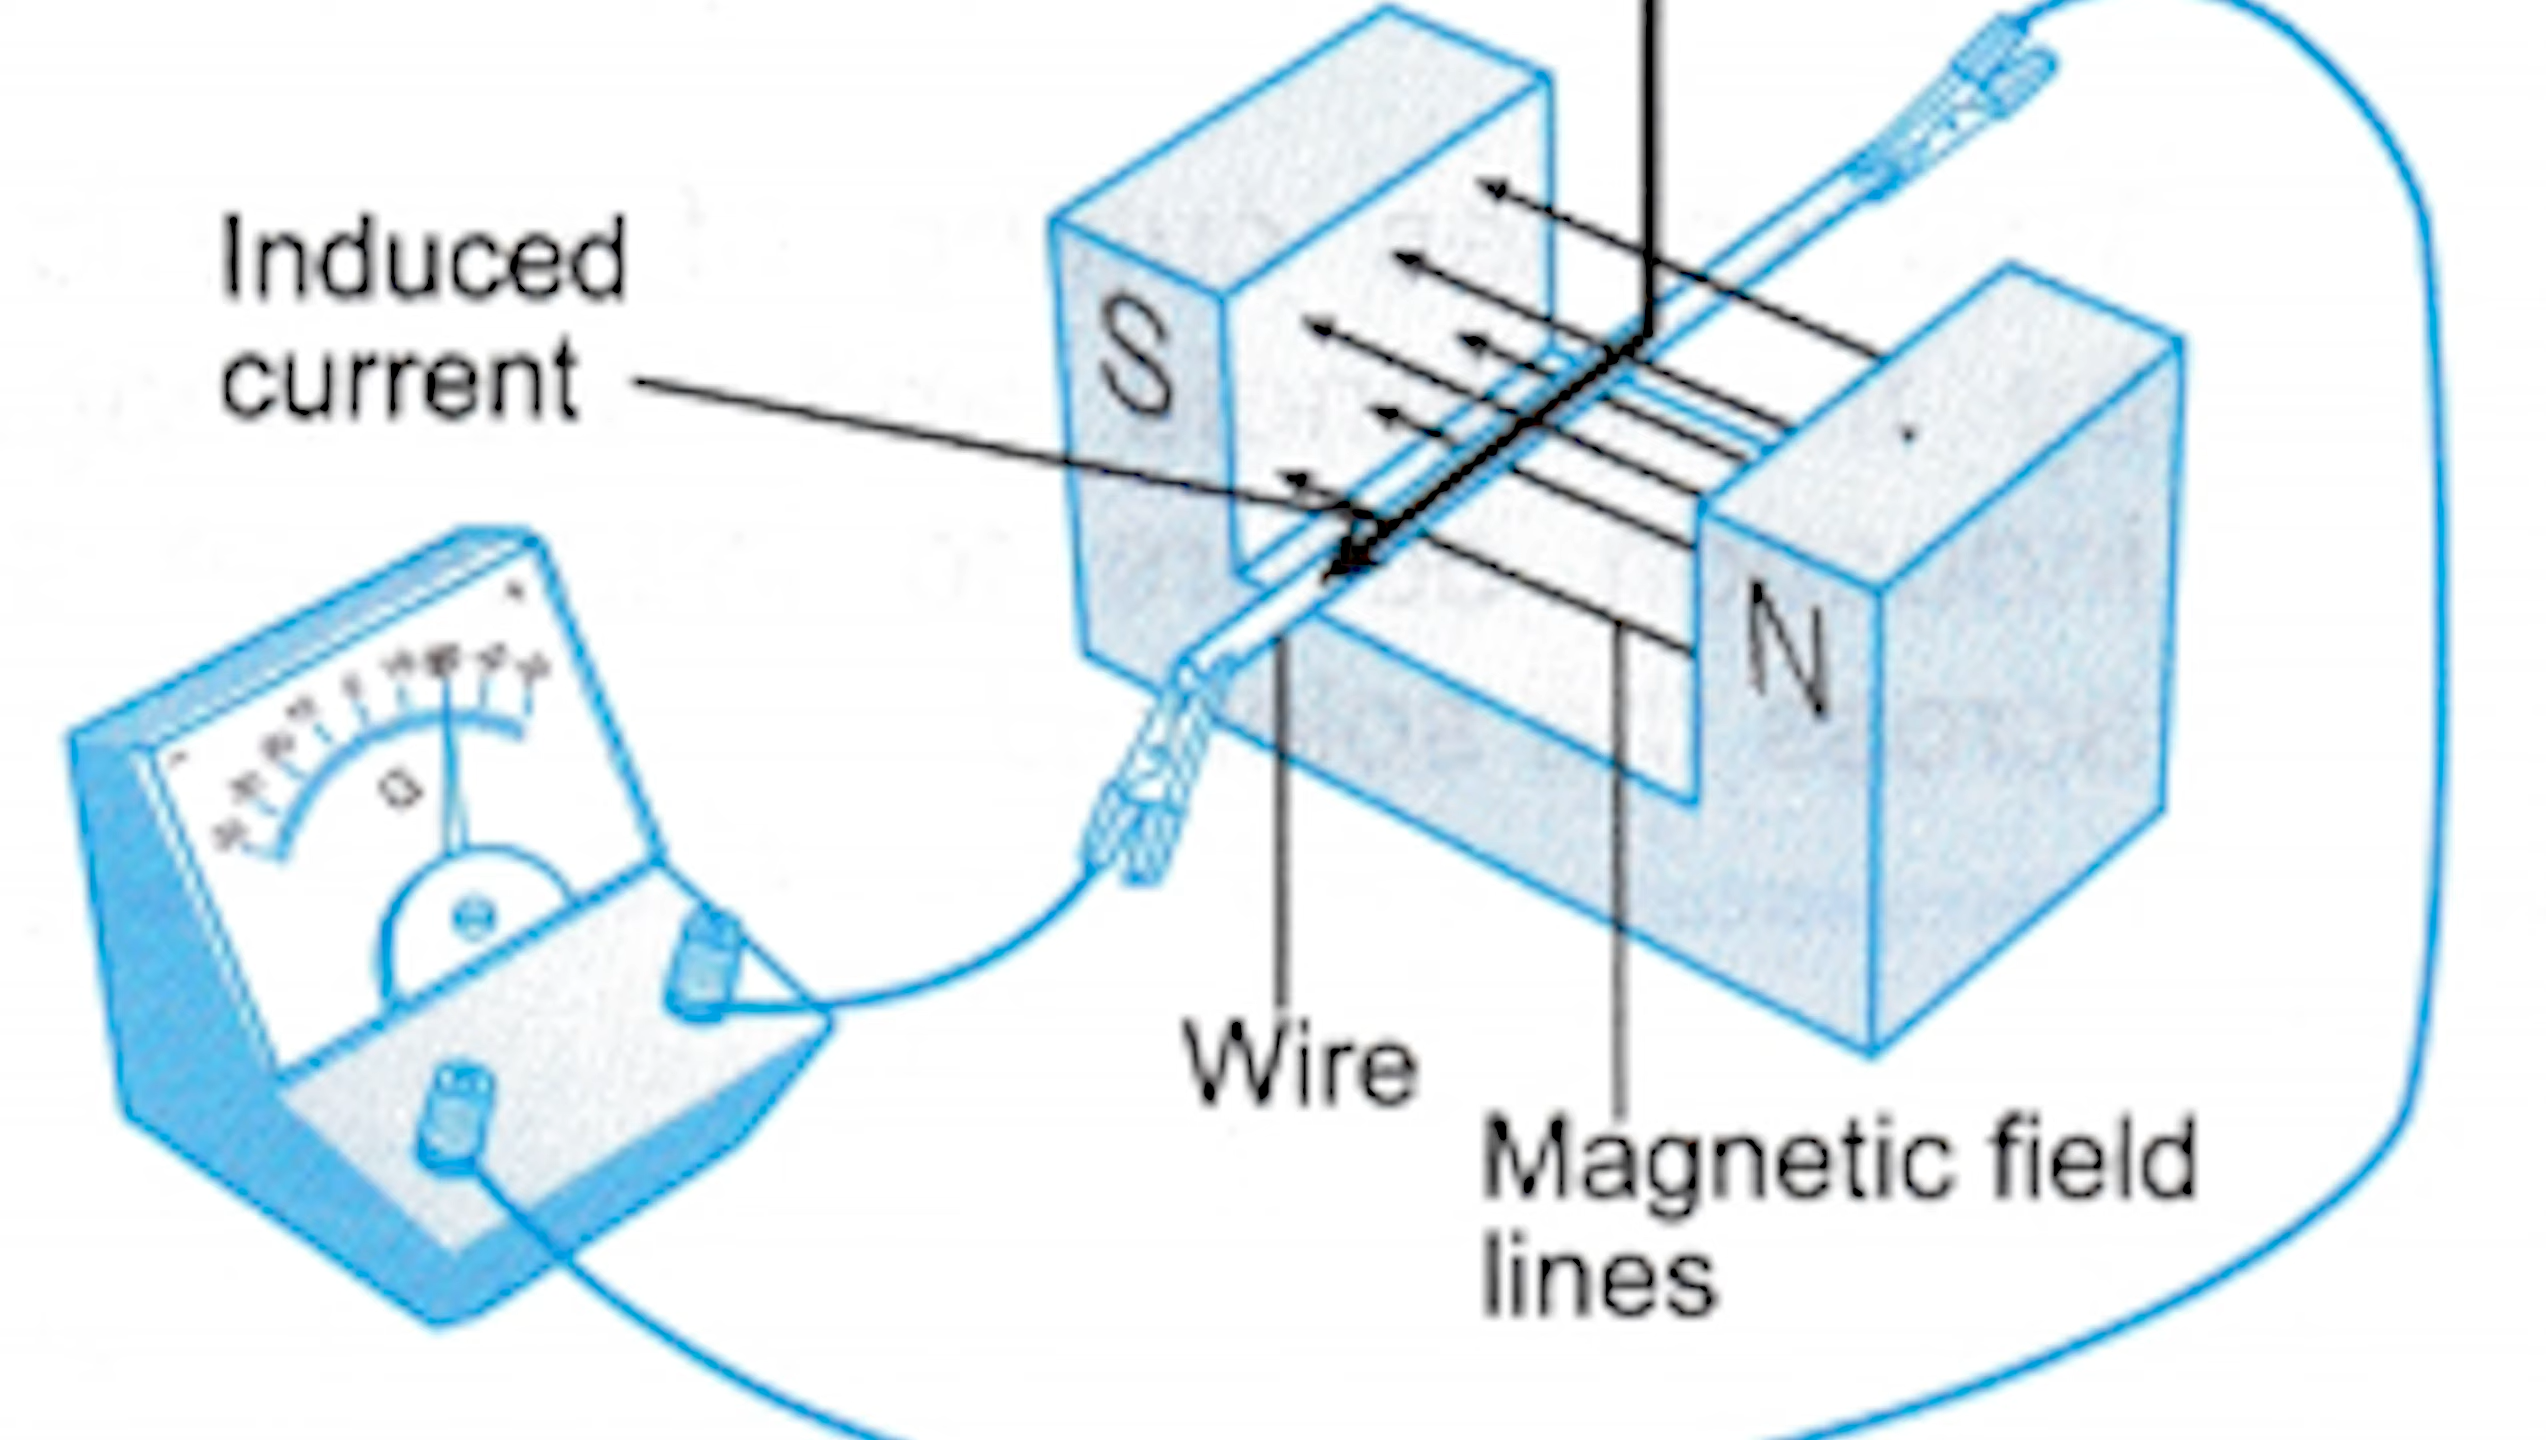 Induced
current
S
N
G
Wire
Magnetic field
lines